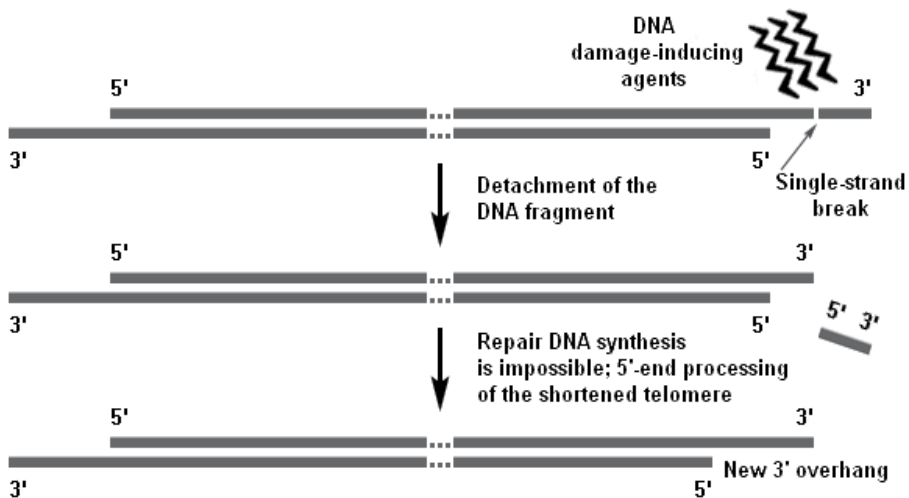 DNA
damage-inducing
agents
5'
3'
3'
5'
Single-strand
break
Detachment of the
DNA fragment
5'
3'
3'
5'
5' 3'
Repair DNA synthesis
is impossible; 5'-end processing
of the shortened telomere
5'
3'
3'
5'
New 3' overhang